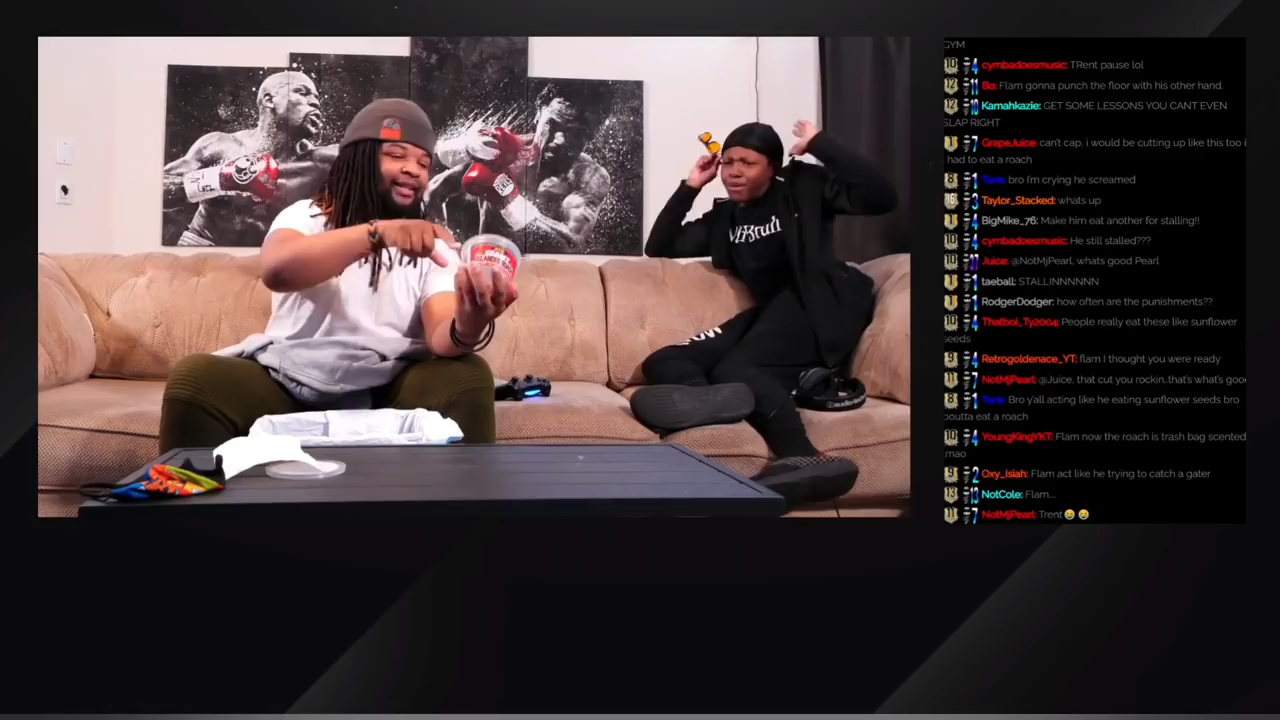 GYM
cymbadoesmusic: TRent pause lol
Bo: Flam gonna punch the floor with his other hand.
Kamahkazie: GET SOME LESSONS YOU CANT EVEN
SLAP RIGHT
GrapeJuice: can't cap, i would be cutting up like this too i
had to eat a roach
bro I'm crying he screamed
Taylor_Stacked: whats up
BigMike_76: Make him eat another for stalling!!
cymbadoesmusic: He still stalled???
Juice: @NotMjPearl, whats good Pearl
taeball: STALLINNNNNN
RodgerDodger: how often are the punishments??
Thatboi_Ty2004: People really eat these like sunflower
seeds
Retrogoldenace_YT: flam I thought you were ready
NotMjPearl: @Juice, that cut you rockin..that's what's goo
Bro y'all acting like he eating sunflower seeds bro
outta eat a roach
YoungKingYKT: Flam now the roach is trash bag scented
mao
Oxy_Isiah: Flam act like he trying to catch a gater
NotCole: Flam...
NotMjPearl: Trent😂😂